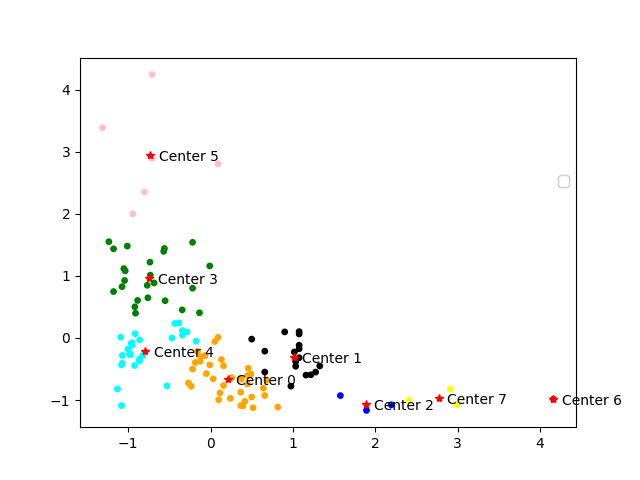 4
Center 5
3
2
Center 3
1
0
Center 4
Center 1
Center 0
−1
Center 2
Center 7
Center 6
−1
0
1
2
3
4